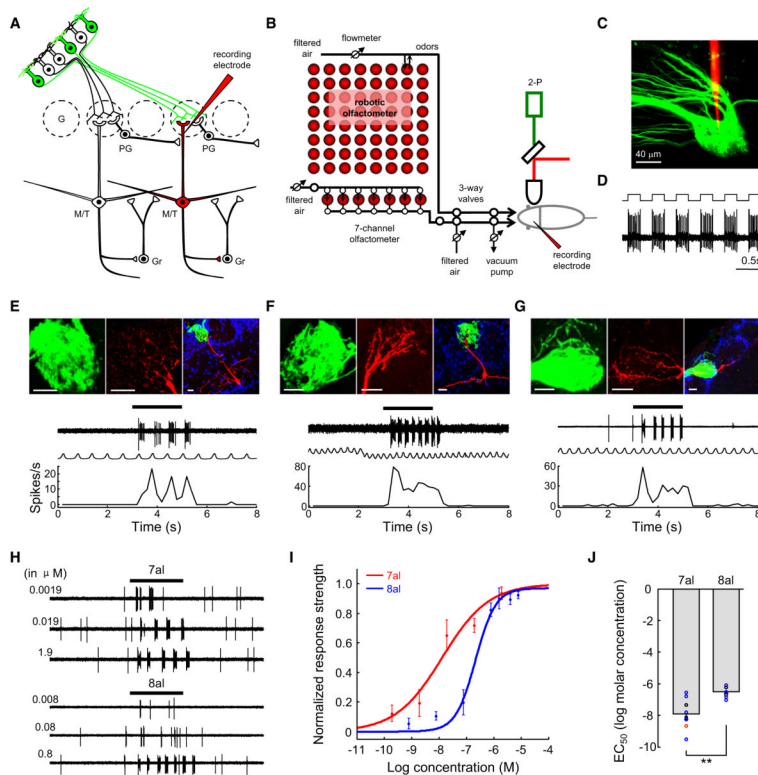 A
recording
electrode
G
PG
PG
M/T
M/T
Gr
Gr
B
flowmeter
filtered
air
odors
robotic
olfactometer
filtered
air
7-channel
olfactometer
3-way
valves
filtered
air
vacuum
pump
2-P
recording
electrode
C
40 μm
D
0.5s
E
Spikes/s
20
10
0
0 2 4 6 8
Time (s)
F
80
40
0
0 2 4 6 8
Time (s)
G
60
30
0
0 2 4 6 8
Time (s)
H
(in μ M)
7al
0.0019
0.019
1.9
8al
0.008
0.08
0.8
I
7al
8al
Normalized response strength
1.0
0.8
0.6
0.4
0.2
0
-11 -10 -9 -8 -7 -6 -5 -4
Log concentration (M)
J
7al 8al
EC50 (log molar concentration)
0
-2
-4
-6
-8
-10
**